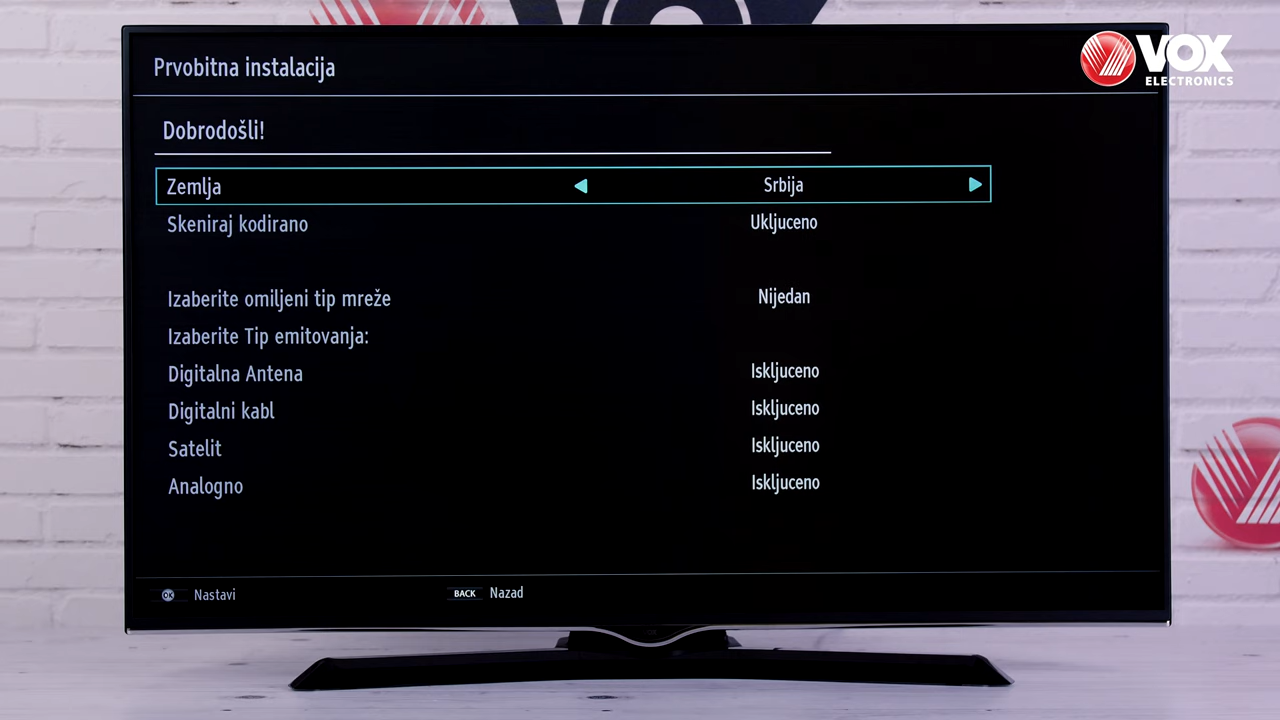 VOX
ELECTRONICS
Prvobitna instalacija
Dobrodošli!
Zemlja Srbija
Skeniraj kodirano Ukljuceno
Izaberite omiljeni tip mreže Nijedan
Izaberite Tip emitovanja:
Digitalna Antena Iskljuceno
Digitalni kabl Iskljuceno
Satelit Iskljuceno
Analogno Iskljuceno
OK Nastavi BACK Nazad